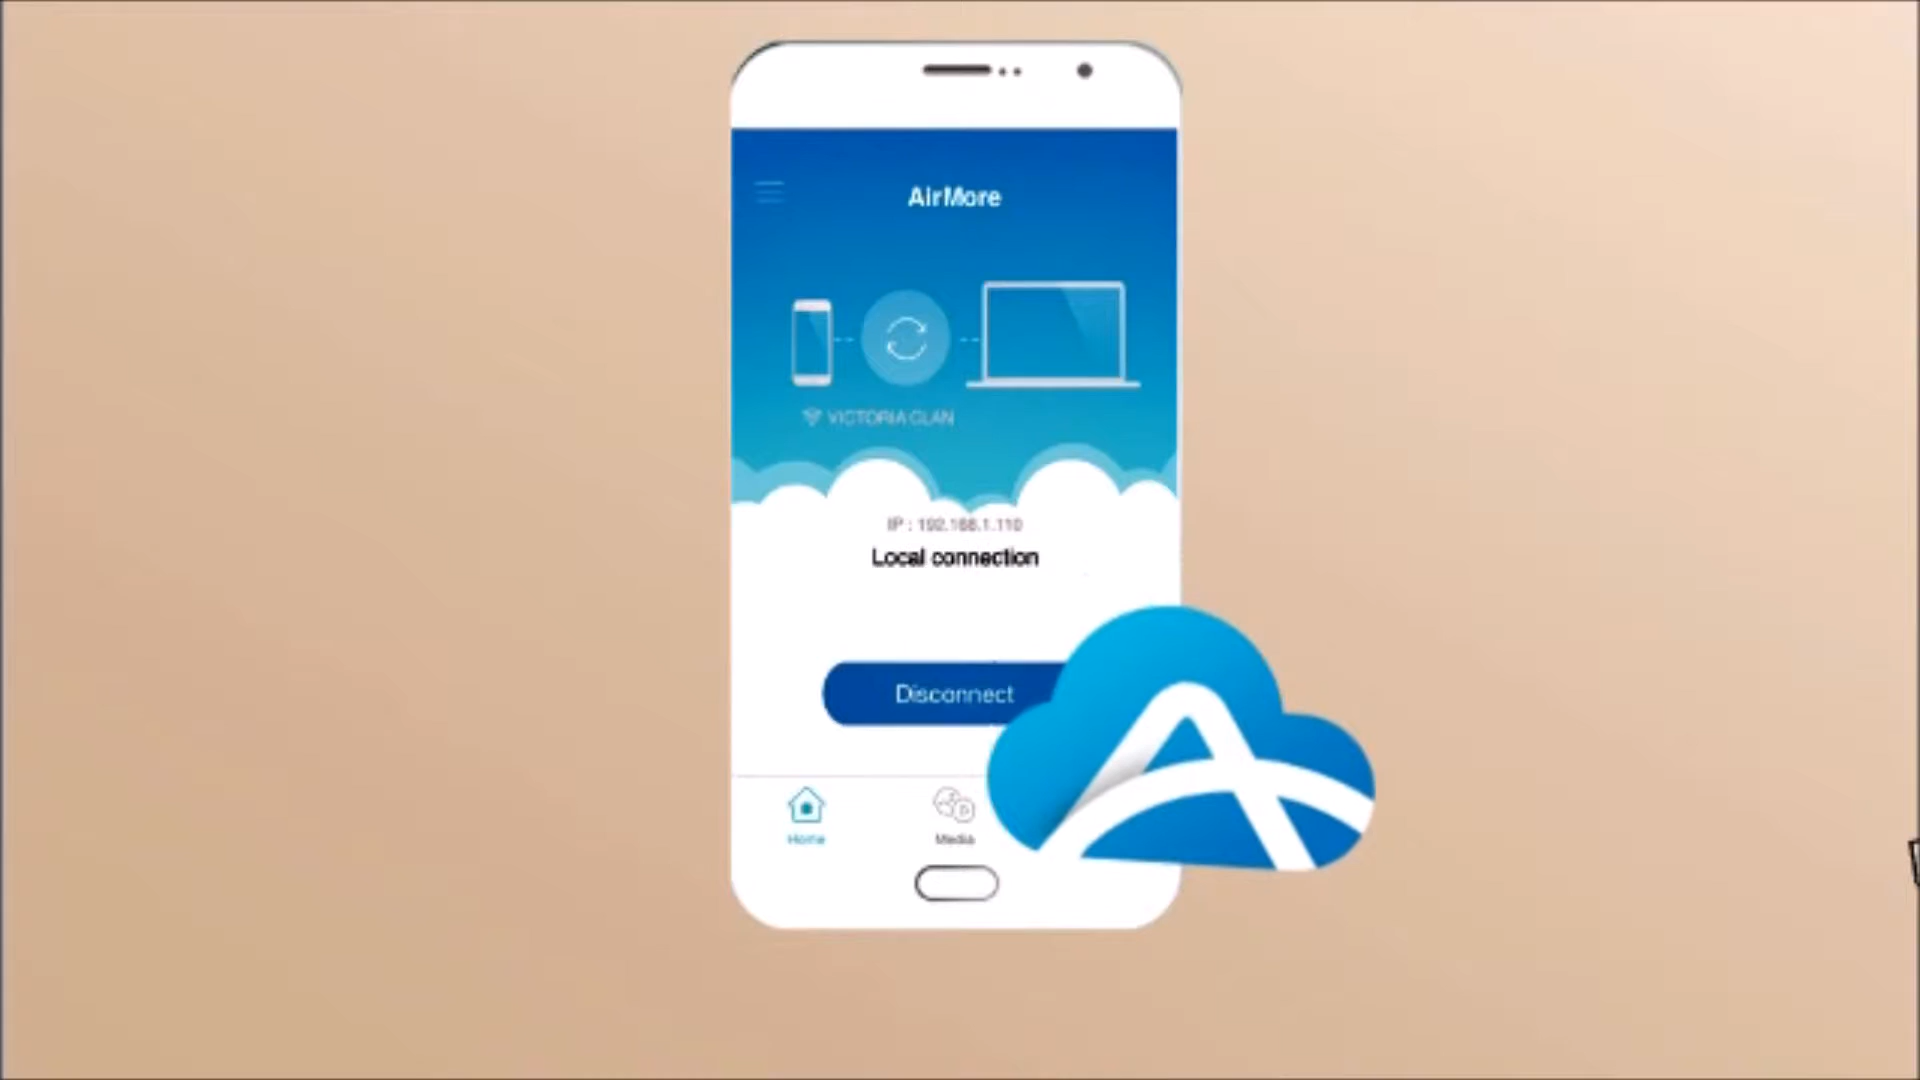 AirMore
VICTORIA CLAN
IP : 192.168.1.110
Local connection
Disconnect
Home
Media